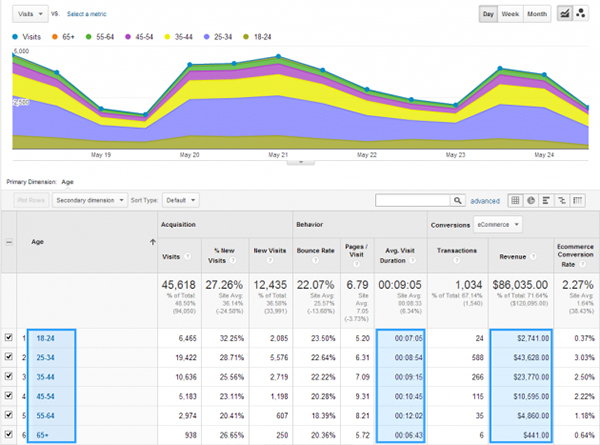 Visits vs. Select a metric Day Week Month
Visits 65+ 55-64 45-54 35-44 25-34 18-24
5,000
2,500
May 19 May 20 May 21 May 22 May 23 May 24
Primary Dimension: Age
Plot Rows Secondary dimension Sort Type: Default advanced
Acquisition Behavior Conversions eCommerce
Age Visits % New Visits New Visits Bounce Rate Pages / Visit Avg. Visit Duration Transactions Revenue Ecommerce Conversion Rate
45,618 27.26% 12,435 22.07% 6.79 00:09:05 1,034 $86,035.00 2.27%
% of Total: 48.50% (94,050) Site Avg: 36.14% (-24.58%) % of Total: 36.58% (33,991) Site Avg: 25.57% (-13.68%) Site Avg: 7.05 (-3.73%) Site Avg: 00:08:33 (6.34%) % of Total: 67.14% (1,540) % of Total: 71.64% ($120,095.00) Site Avg: 1.64% (38.43%)
1 18-24 6,465 32.25% 2,085 23.50% 5.20 00:07:05 24 $2,741.00 0.37%
2 25-34 19,422 28.71% 5,576 22.64% 6.31 00:08:54 588 $43,628.00 3.03%
3 35-44 10,636 25.56% 2,719 22.22% 7.09 00:09:15 266 $23,770.00 2.50%
4 45-54 5,183 23.11% 1,198 20.28% 9.31 00:10:45 115 $10,595.00 2.22%
5 55-64 2,974 20.41% 607 18.39% 8.21 00:12:02 35 $4,860.00 1.18%
6 65+ 938 26.65% 250 20.36% 5.72 00:06:43 6 $441.00 0.64%